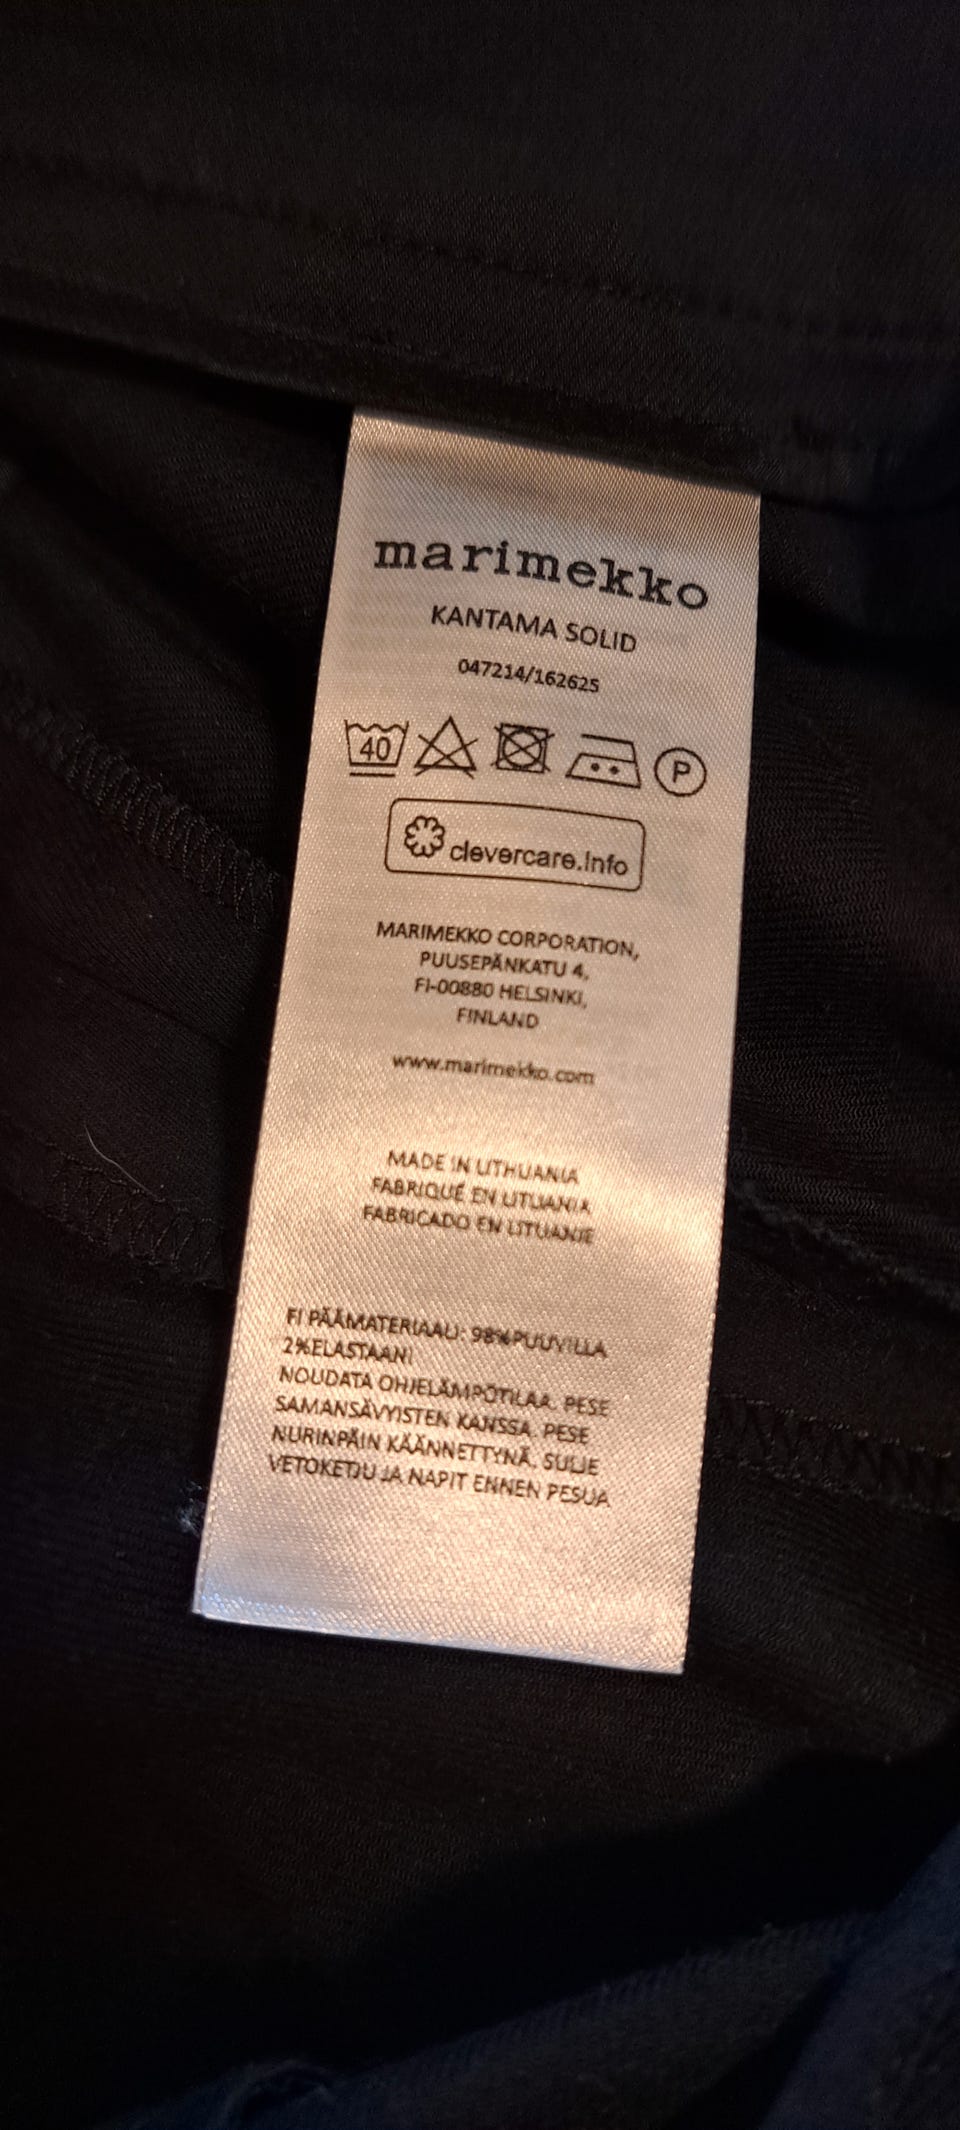 marimekko
KANTAMA SOLID
047214/162625
40 P
clevercare.info
MARIMEKKO CORPORATION,
PUUSEPÄNKATU 4,
FI-00880 HELSINKI,
FINLAND
www.marimekko.com
MADE IN LITHUANIA
FABRIQUÉ EN LITUANIA
FABRICADO EN LITUANIE
FI PÄÄMATERIAALI: 98%PUUVILLA
2%ELASTAANI
NOUDATA OHJELÄMPÖTILAA. PESE
SAMANSÄVYISTEN KANSSA. PESE
NURINPÄIN KÄÄNNETTYNÄ. SULJE
VETOKETJU JA NAPIT ENNEN PESUA